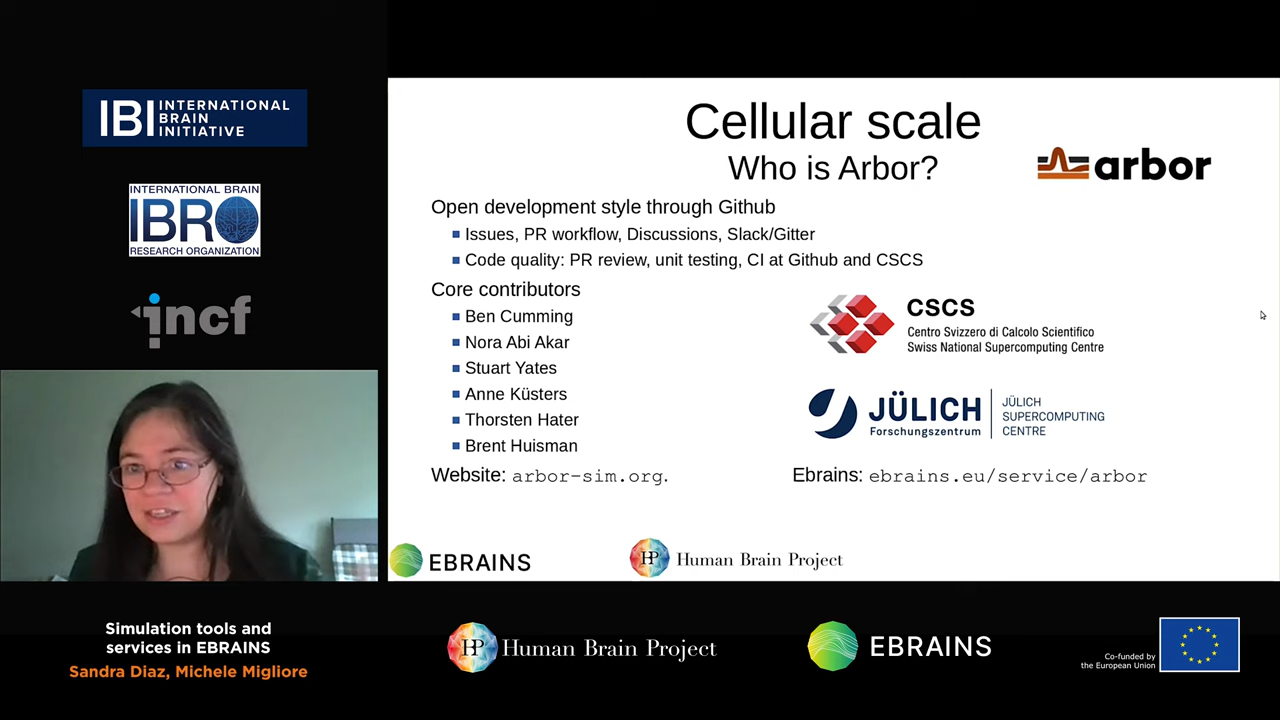 IBI INTERNATIONAL
BRAIN
INITIATIVE
INTERNATIONAL BRAIN
IBRO
RESEARCH ORGANIZATION
incf
Cellular scale
Who is Arbor?
arbor
Open development style through Github
Issues, PR workflow, Discussions, Slack/Gitter
Code quality: PR review, unit testing, CI at Github and CSCS
Core contributors
Ben Cumming
Nora Abi Akar
Stuart Yates
Anne Küsters
Thorsten Hater
Brent Huisman
CSCS
Centro Svizzero di Calcolo Scientifico
Swiss National Supercomputing Centre
JÜLICH
Forschungszentrum
JÜLICH
SUPERCOMPUTING
CENTRE
Website: arbor-sim.org.
Ebrains: ebrains.eu/service/arbor
EBRAINS
HP Human Brain Project
Simulation tools and
services in EBRAINS
Sandra Diaz, Michele Migliore
HP Human Brain Project
EBRAINS
Co-funded by
the European Union